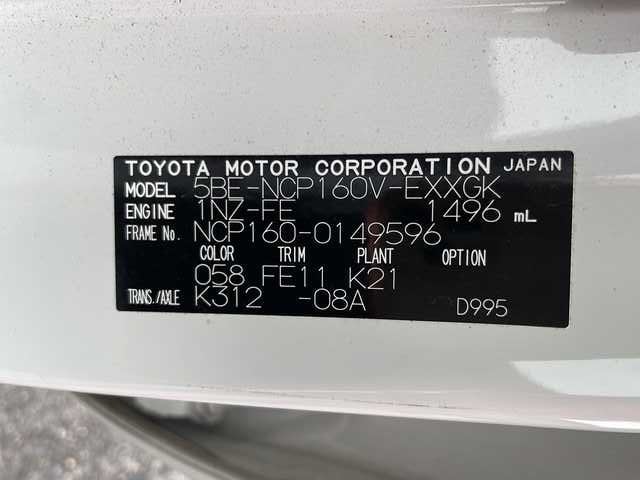 TOYOTA MOTOR CORPORATION JAPAN
MODEL 5BE-NCP160V-EXXGK
ENGINE 1NZ-FE 1496 mL
FRAME No. NCP160-0149596
COLOR TRIM PLANT OPTION
058 FE11 K21
TRANS./AXLE K312 -08A D995